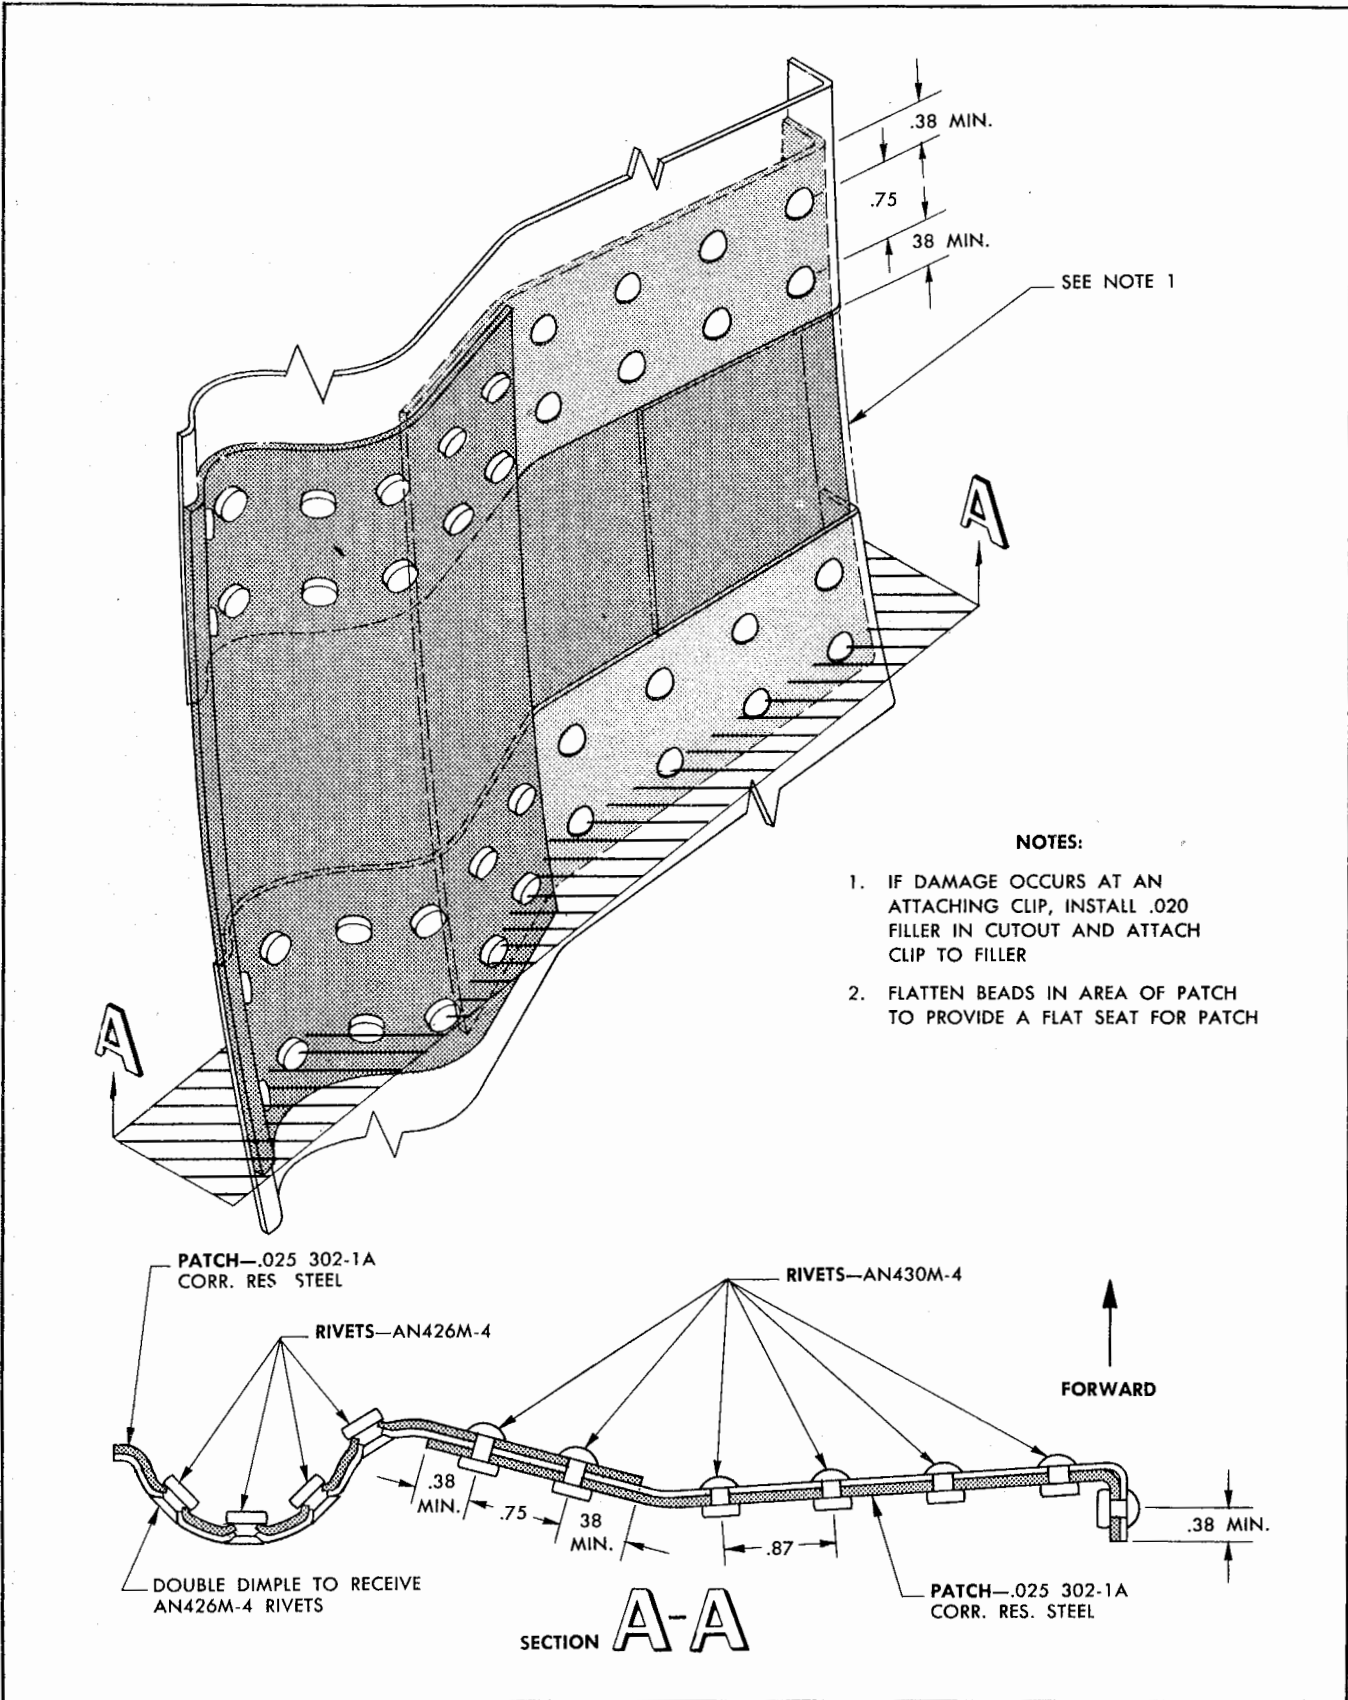 .38 MIN.
.75
38 MIN.
SEE NOTE 1
A
A
NOTES:
1. IF DAMAGE OCCURS AT AN
ATTACHING CLIP, INSTALL .020
FILLER IN CUTOUT AND ATTACH
CLIP TO FILLER
2. FLATTEN BEADS IN AREA OF PATCH
TO PROVIDE A FLAT SEAT FOR PATCH
PATCH—.025 302-1A
CORR. RES STEEL
RIVETS—AN426M-4
RIVETS—AN430M-4
FORWARD
.38
MIN.
.75
38
MIN.
.87
.38 MIN.
DOUBLE DIMPLE TO RECEIVE
AN426M-4 RIVETS
PATCH—.025 302-1A
CORR. RES. STEEL
SECTION A-A